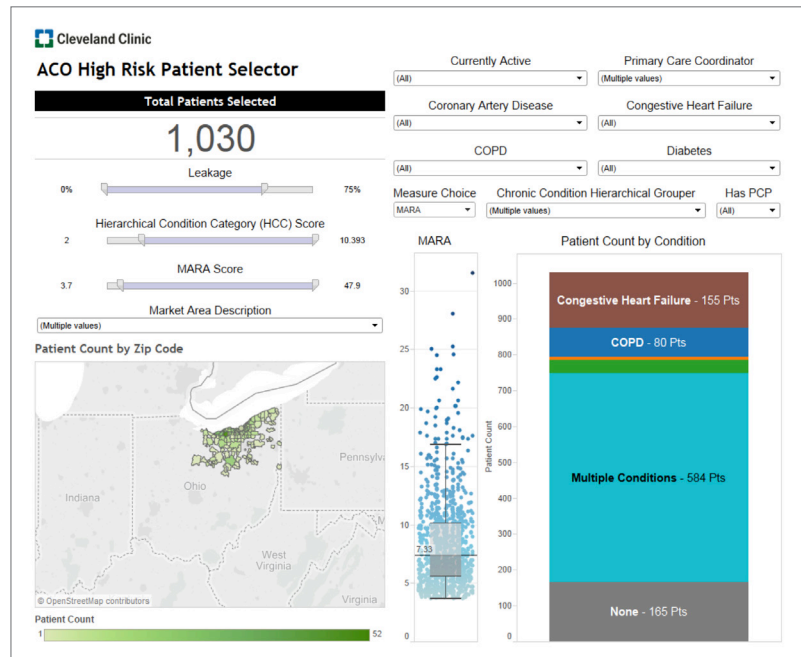 Cleveland Clinic
ACO High Risk Patient Selector
Total Patients Selected
1,030
Leakage
0%
75%
Hierarchical Condition Category (HCC) Score
2
10.393
MARA Score
3.7
47.9
Market Area Description
(Multiple values)
Currently Active
Primary Care Coordinator
(All)
(Multiple values)
Coronary Artery Disease
Congestive Heart Failure
(All)
(All)
COPD
Diabetes
(All)
(All)
Measure Choice
Chronic Condition Hierarchical Grouper
Has PCP
MARA
(Multiple values)
(All)
Patient Count by Zip Code
Indiana
Ohio
Pennsylva
West
Virginia
M
Virginia
© OpenStreetMap contributors
Patient Count
1
52
MARA
30
25
20
15
10
7.33
5
0
Patient Count by Condition
Patient Count
1000
900
800
700
600
500
400
300
200
100
0
Congestive Heart Failure - 155 Pts
COPD - 80 Pts
Multiple Conditions - 584 Pts
None - 165 Pts